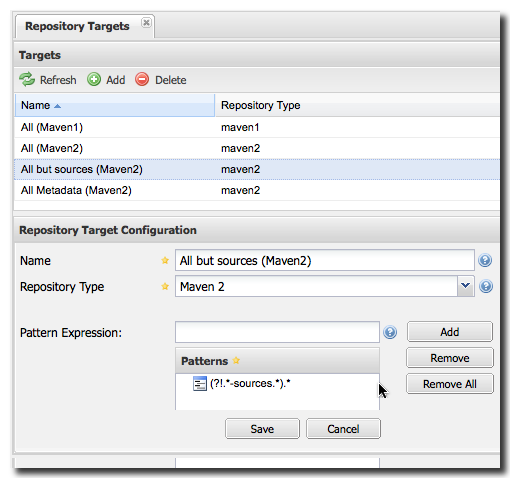 Repository Targets
Targets
Refresh Add Delete
Name Repository Type
All (Maven1) maven1
All (Maven2) maven2
All but sources (Maven2) maven2
All Metadata (Maven2) maven2
Repository Target Configuration
Name All but sources (Maven2)
Repository Type Maven 2
Pattern Expression: Add
Patterns Remove
(?!.*-sources.*).* Remove All
Save Cancel